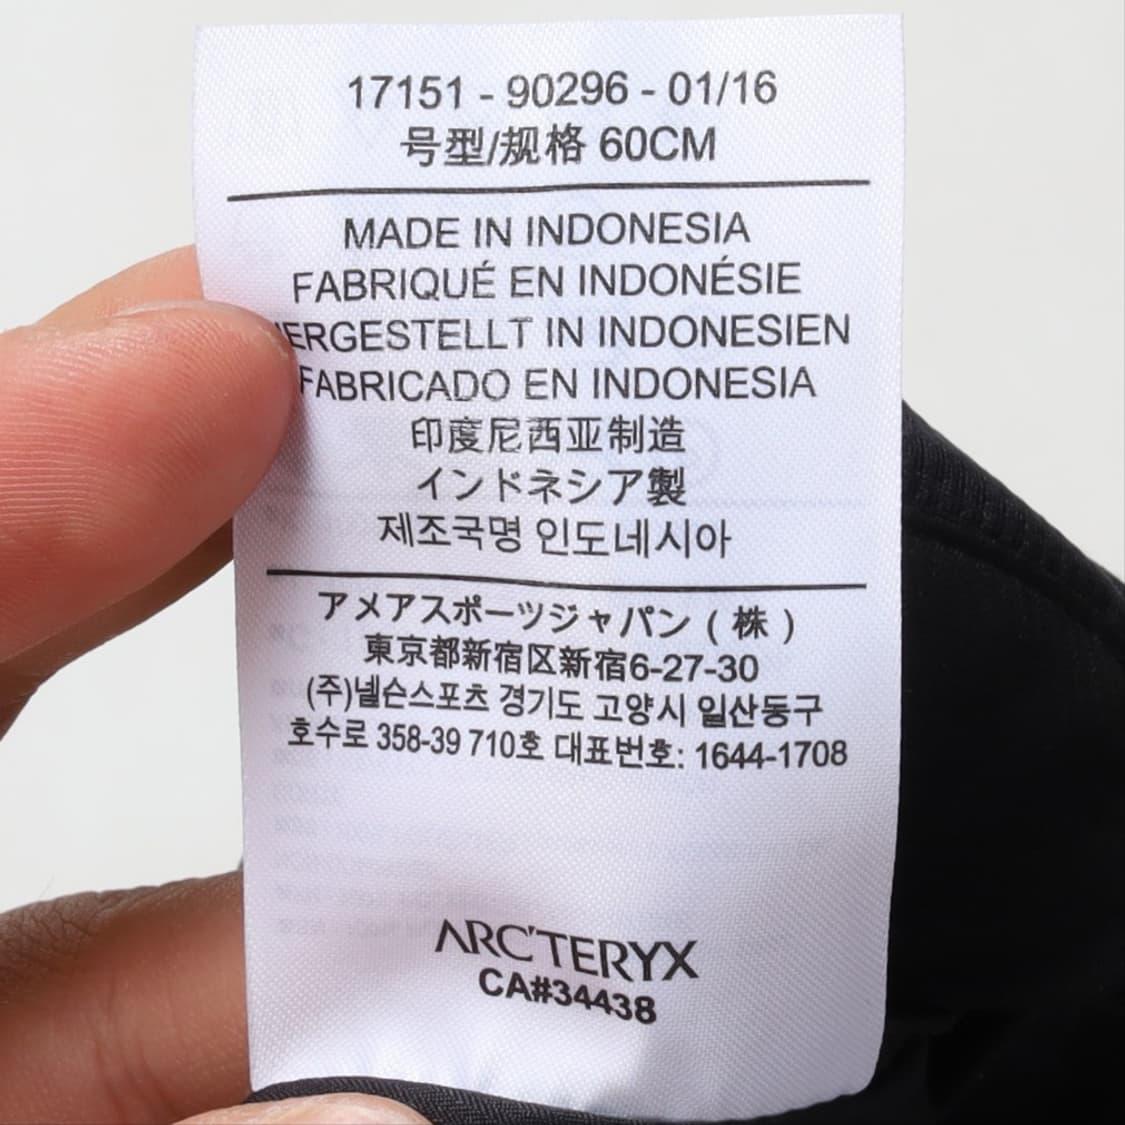 17151 - 90296 - 01/16
号型/规格 60CM
MADE IN INDONESIA
FABRIQUÉ EN INDONÉSIE
HERGESTELLT IN INDONESIEN
FABRICADO EN INDONESIA
印度尼西亚制造
インドネシア製
제조국명 인도네시아
アメアスポーツジャパン ( 株 )
東京都新宿区新宿6-27-30
(주)넬슨스포츠 경기도 고양시 일산동구
호수로 358-39 710호 대표번호: 1644-1708
ARC'TERYX
CA#34438